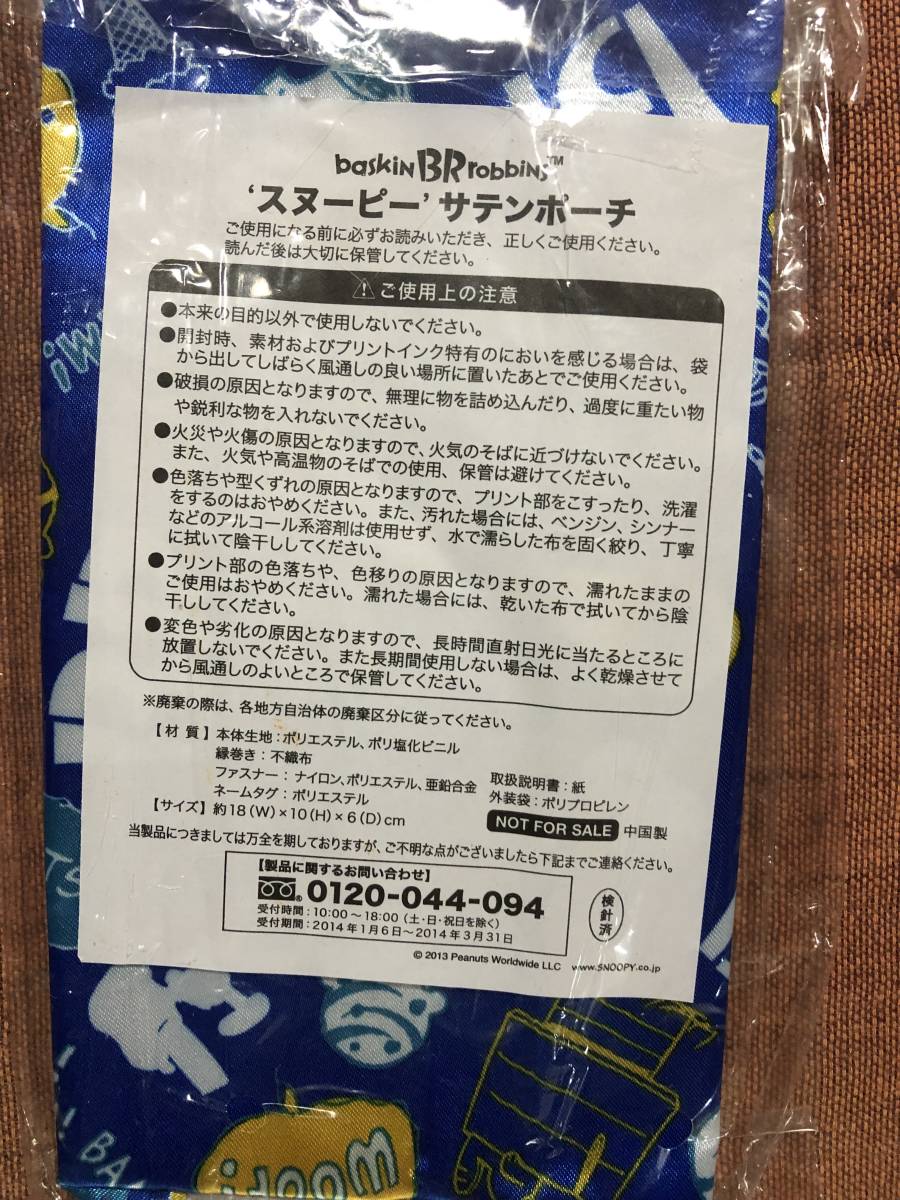 baskin BR robbins™
‘スヌーピー’サテンポーチ
ご使用になる前に必ずお読みいただき、正しくご使用ください。
読んだ後は大切に保管してください。
⚠ご使用上の注意
●本来の目的以外で使用しないでください。
●開封時、素材およびプリントインク特有のにおいを感じる場合は、袋
から出してしばらく風通しの良い場所に置いたあとでご使用ください。
●破損の原因となりますので、無理に物を詰め込んだり、過度に重たい物
や鋭利な物を入れないでください。
●火災や火傷の原因となりますので、火気のそばに近づけないでください。
また、火気や高温物のそばでの使用、保管は避けてください。
●色落ちや型くずれの原因となりますので、プリント部をこすったり、洗濯
をするのはおやめください。また、汚れた場合には、ベンジン、シンナー
などのアルコール系溶剤は使用せず、水で濡らした布を固く絞り、丁寧
に拭いて陰干ししてください。
●プリント部の色落ちや、色移りの原因となりますので、濡れたままの
ご使用はおやめください。濡れた場合には、乾いた布で拭いてから陰
干ししてください。
●変色や劣化の原因となりますので、長時間直射日光に当たるところに
放置しないでください。また長期間使用しない場合は、よく乾燥させて
から風通しのよいところで保管してください。
※廃棄の際は、各地方自治体の廃棄区分に従ってください。
【材 質】本体生地：ポリエステル、ポリ塩化ビニル
縁巻き：不織布
ファスナー：ナイロン、ポリエステル、亜鉛合金
ネームタグ：ポリエステル
取扱説明書：紙
外装袋：ポリプロピレン
【サイズ】約18(W)×10(H)×6(D)cm
NOT FOR SALE 中国製
当製品につきましては万全を期しておりますが、ご不明な点がございましたら下記までご連絡ください。
【製品に関するお問い合わせ】
0120-044-094
受付時間：10:00～18:00（土・日・祝日を除く）
受付期間：2014年1月6日～2014年3月31日
検針済
© 2013 Peanuts Worldwide LLC www.SNOOPY.co.jp
WOOF!
! BA